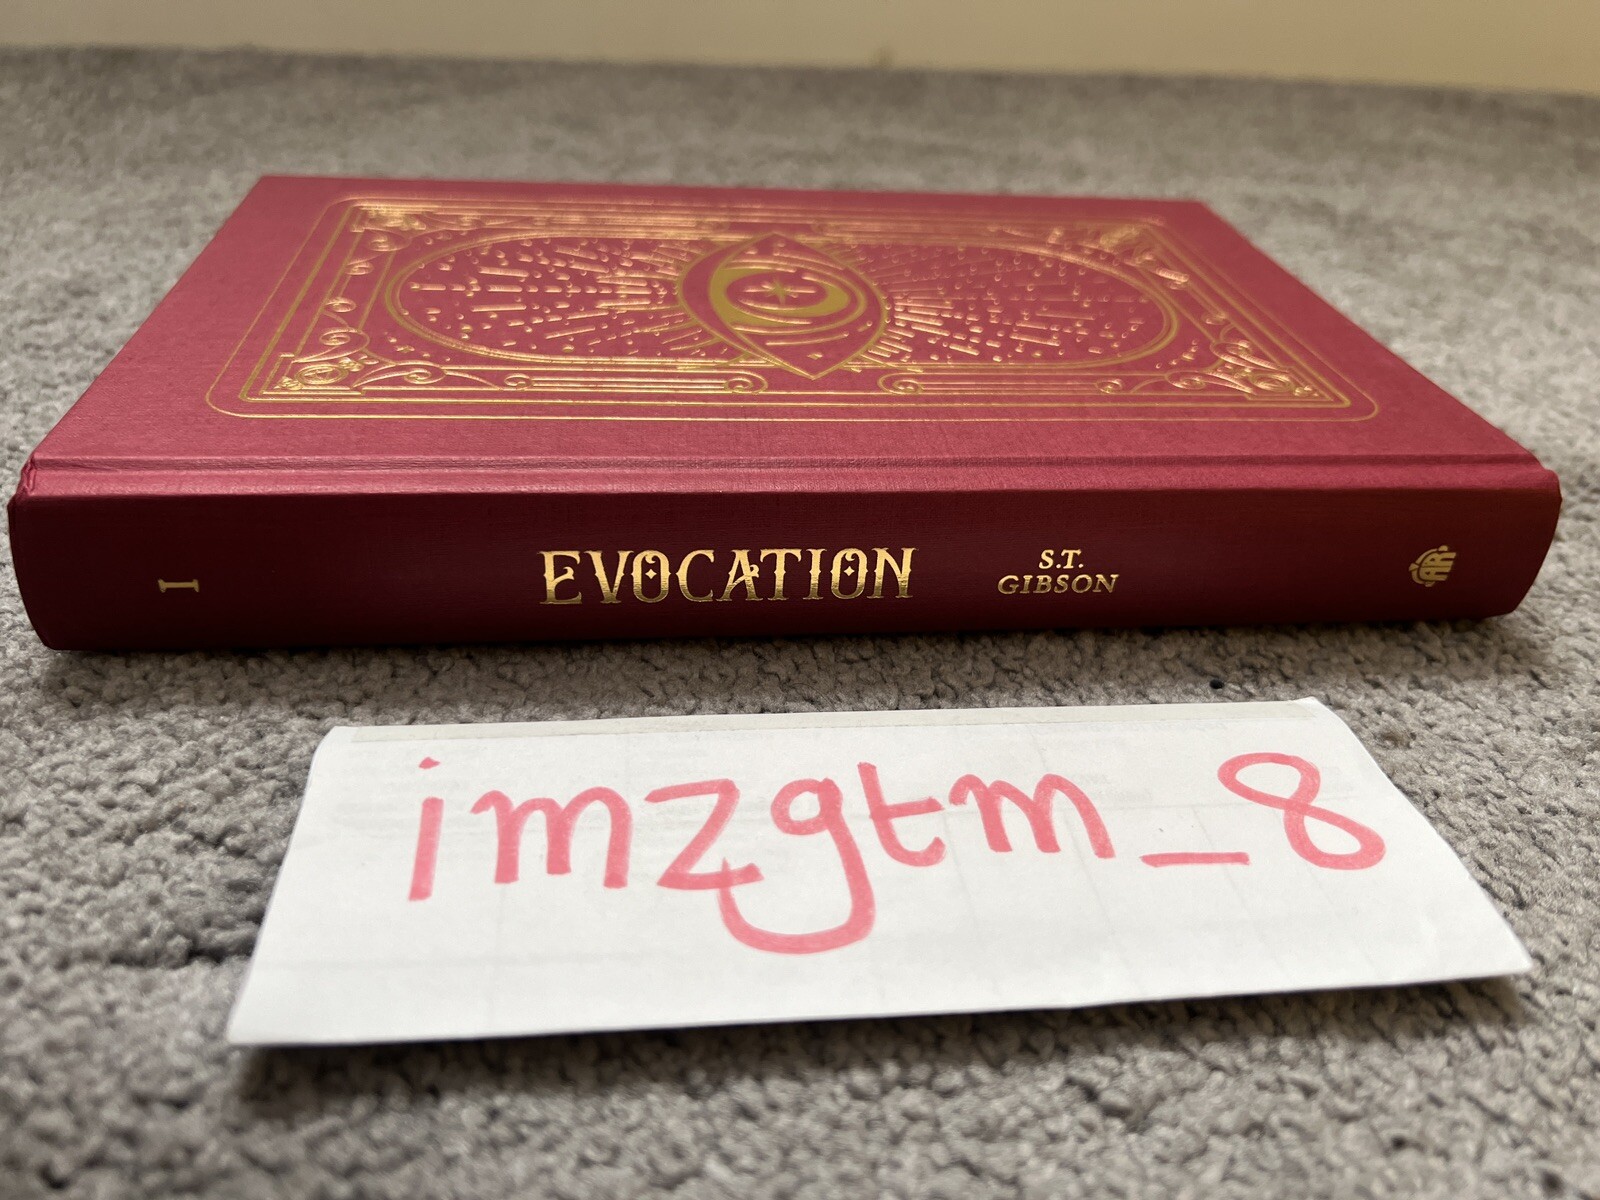 I
EVOCATION
S.T.
GIBSON
imzgtm_8